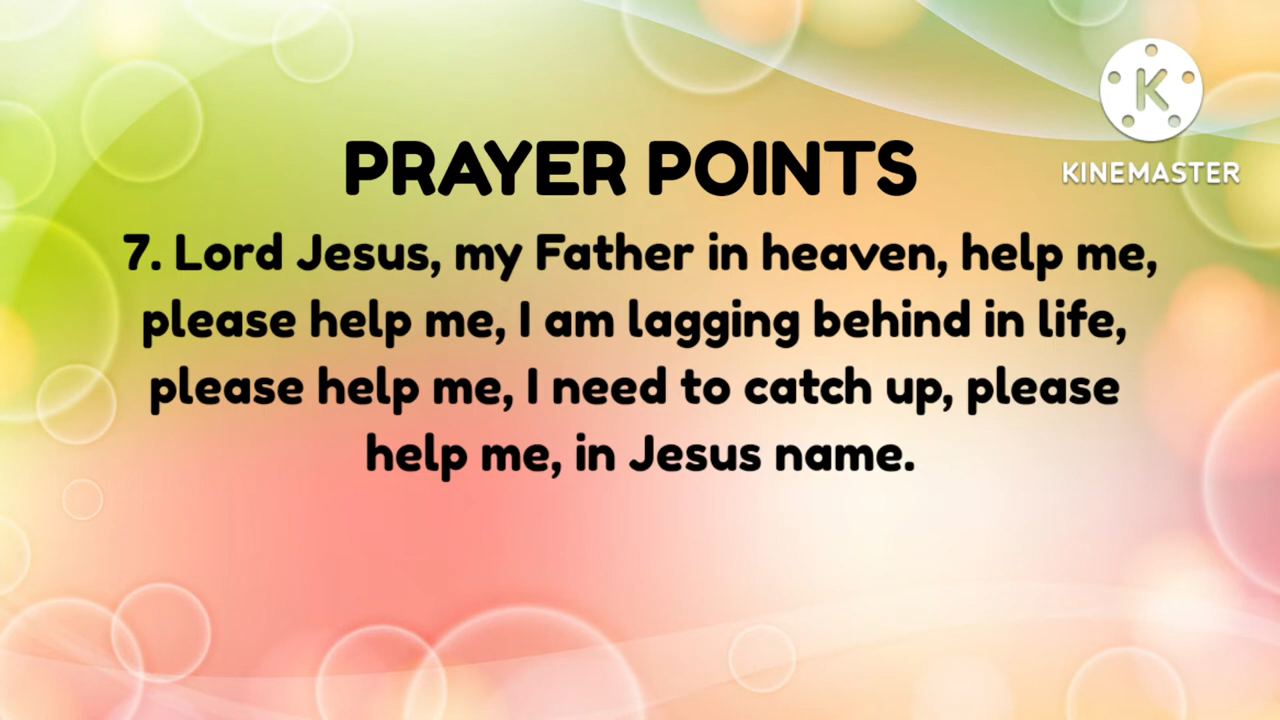 PRAYER POINTS
7. Lord Jesus, my Father in heaven, help me,
please help me, I am lagging behind in life,
please help me, I need to catch up, please
help me, in Jesus name.
K
KINEMASTER